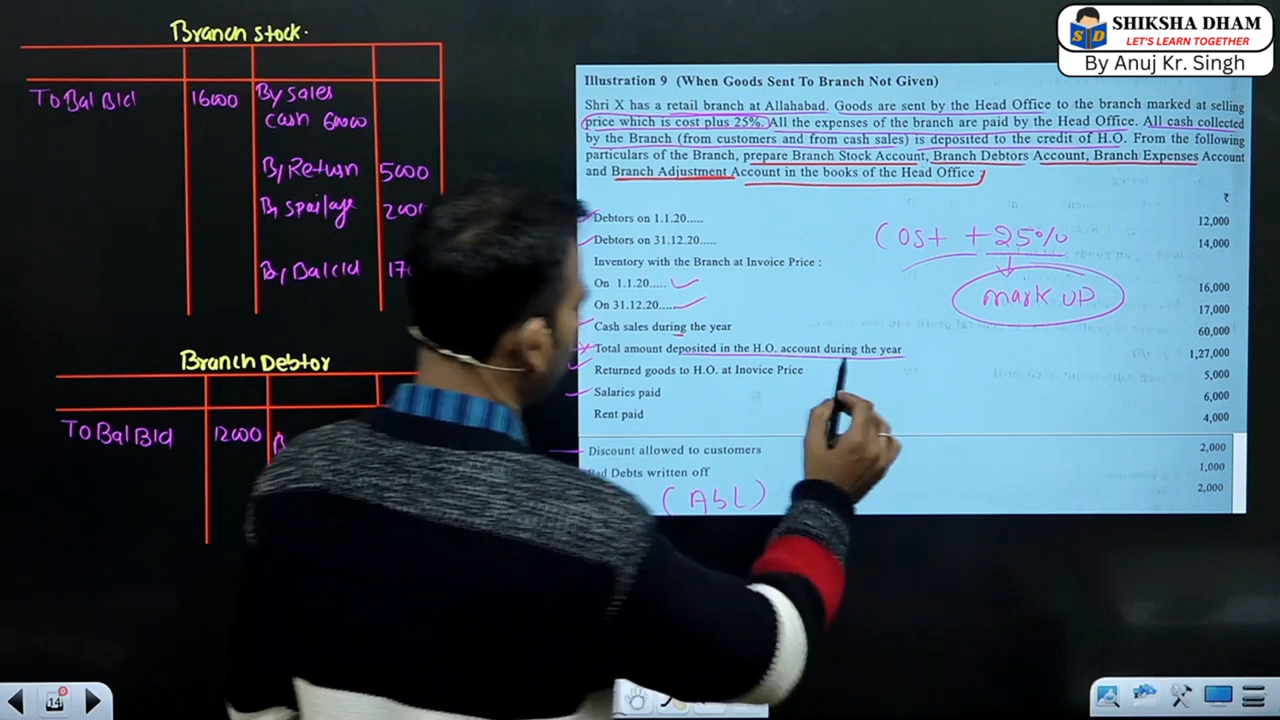 Branch stock.
To Bal B/d 16000 By sales
cash 60000
By Return 5000
By spoilage 200
By Bal c/d 17
Branch Debtor
To Bal B/d 12000
SHIKSHA DHAM
LET'S LEARN TOGETHER
By Anuj Kr. Singh
S D
Illustration 9 (When Goods Sent To Branch Not Given)
Shri X has a retail branch at Allahabad. Goods are sent by the Head Office to the branch marked at selling
price which is cost plus 25%. All the expenses of the branch are paid by the Head Office. All cash collected
by the Branch (from customers and from cash sales) is deposited to the credit of H.O. From the following
particulars of the Branch, prepare Branch Stock Account, Branch Debtors Account, Branch Expenses Account
and Branch Adjustment Account in the books of the Head Office :
₹
Debtors on 1.1.20..... 12,000
Debtors on 31.12.20.... 14,000
Inventory with the Branch at Invoice Price :
On 1.1.20..... 16,000
On 31.12.20.... 17,000
Cash sales during the year 60,000
Total amount deposited in the H.O. account during the year 1,27,000
Returned goods to H.O. at Inovice Price 5,000
Salaries paid 6,000
Rent paid 4,000
Discount allowed to customers 2,000
Bad Debts written off 1,000
2,000
Cost + 25%
mark up
(Abl)
14
0